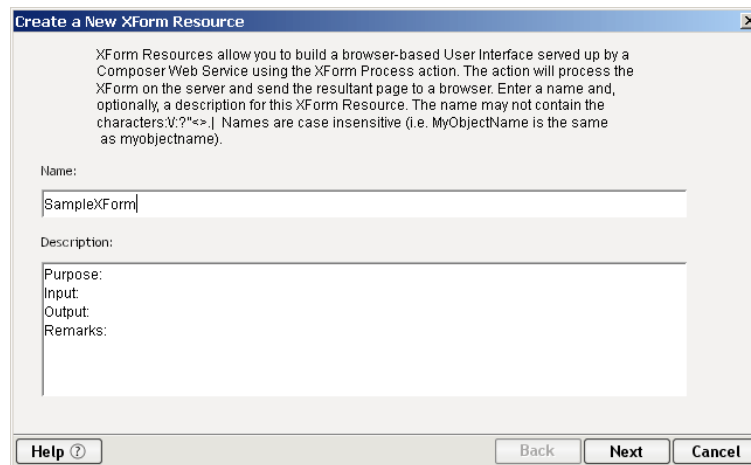 Create a New XForm Resource
XForm Resources allow you to build a browser-based User Interface served up by a
Composer Web Service using the XForm Process action. The action will process the
XForm on the server and send the resultant page to a browser. Enter a name and,
optionally, a description for this XForm Resource. The name may not contain the
characters:\/:?"<>.| Names are case insensitive (i.e. MyObjectName is the same
as myobjectname).
Name:
SampleXForm
Description:
Purpose:
Input:
Output:
Remarks:
Help ?
Back
Next
Cancel